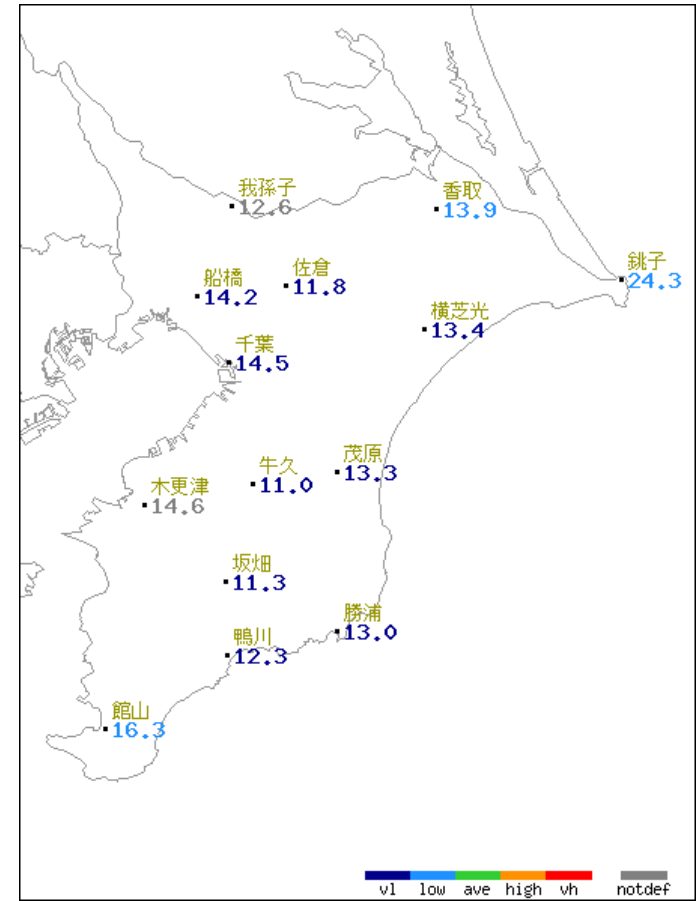 我孫子
12.6
香取
13.9
銚子
24.3
船橋
14.2
佐倉
11.8
横芝光
13.4
千葉
14.5
茂原
13.3
牛久
11.0
木更津
14.6
坂畑
11.3
勝浦
13.0
鴨川
12.3
館山
16.3
vl low ave high vh notdef